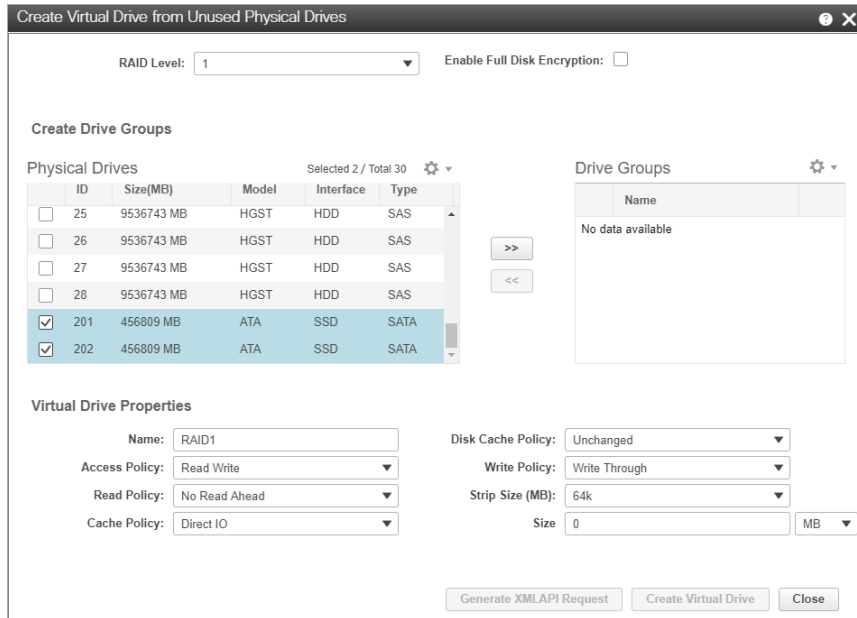 Create Virtual Drive from Unused Physical Drives
RAID Level: 1 Enable Full Disk Encryption:
Create Drive Groups
Physical Drives Selected 2 / Total 30 Drive Groups
ID Size(MB) Model Interface Type Name
25 9536743 MB HGST HDD SAS No data available
26 9536743 MB HGST HDD SAS
>>
27 9536743 MB HGST HDD SAS
<<
28 9536743 MB HGST HDD SAS
201 456809 MB ATA SSD SATA
202 456809 MB ATA SSD SATA
Virtual Drive Properties
Name: RAID1 Disk Cache Policy: Unchanged
Access Policy: Read Write Write Policy: Write Through
Read Policy: No Read Ahead Strip Size (MB): 64k
Cache Policy: Direct IO Size 0 MB
Generate XMLAPI Request Create Virtual Drive Close